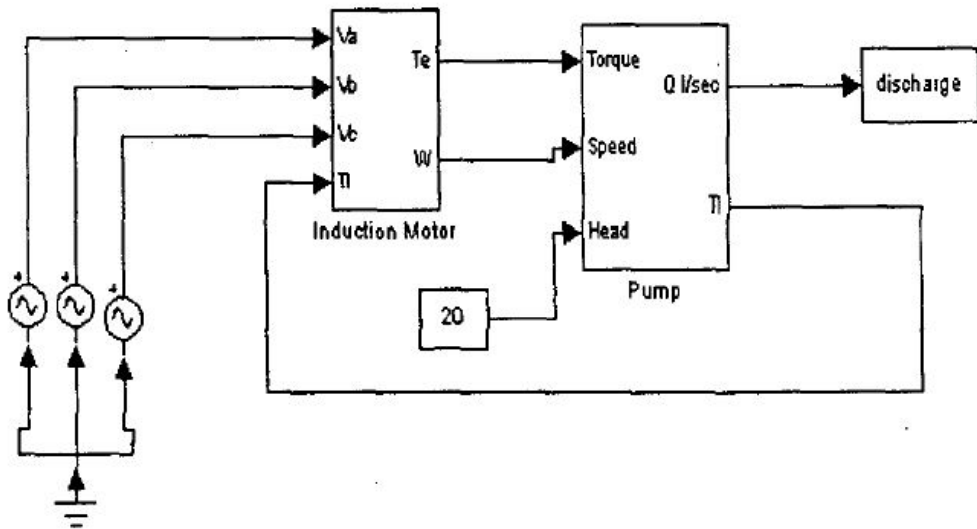 Va
Vb
Vc
Tl
Te
W
Induction Motor
Torque
Speed
Head
Q l/sec
Tl
Pump
discharge
20
+
+
+